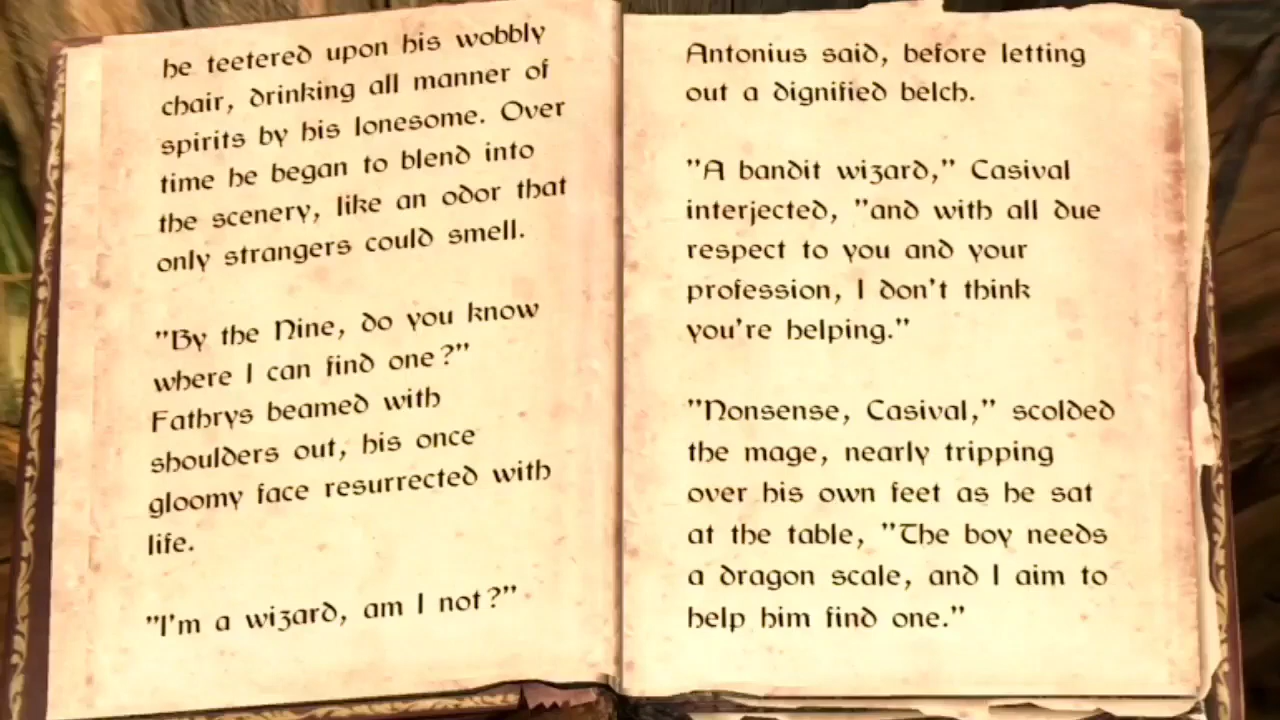 he teetered upon his wobbly
chair, drinking all manner of
spirits by his lonesome. Over
time he began to blend into
the scenery, like an odor that
only strangers could smell.
"By the Nine, do you know
where I can find one?"
Fathrys beamed with
shoulders out, his once
gloomy face resurrected with
life.
"I'm a wizard, am I not?"
Antonius said, before letting
out a dignified belch.
"A bandit wizard," Casival
interjected, "and with all due
respect to you and your
profession, I don't think
you're helping."
"Nonsense, Casival," scolded
the mage, nearly tripping
over his own feet as he sat
at the table, "The boy needs
a dragon scale, and I aim to
help him find one."